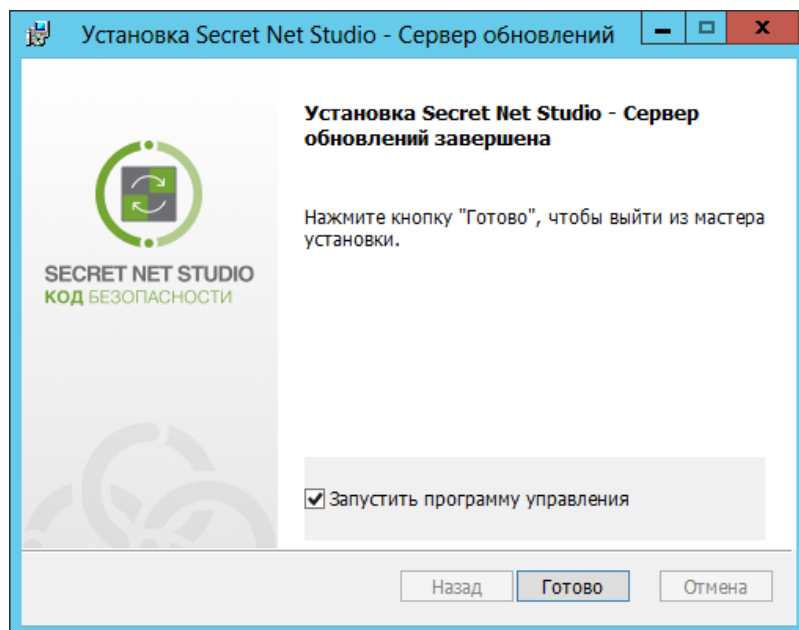 Установка Secret Net Studio - Сервер обновлений
Установка Secret Net Studio - Сервер
обновлений завершена
Нажмите кнопку "Готово", чтобы выйти из мастера
установки.
SECRET NET STUDIO
КОД БЕЗОПАСНОСТИ
Запустить программу управления
Назад
Готово
Отмена